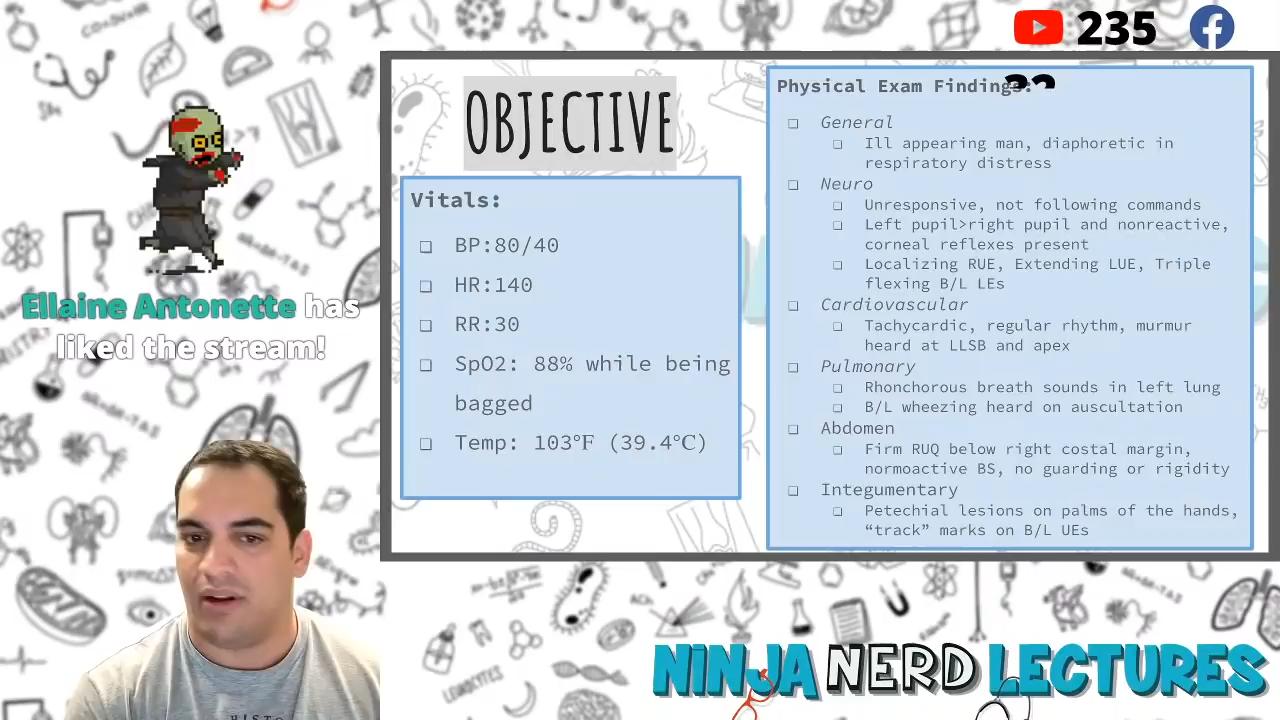 235
OBJECTIVE
Vitals:
BP:80/40
HR:140
RR:30
SpO2: 88% while being
bagged
Temp: 103°F (39.4°C)
Physical Exam Findings:
General
Ill appearing man, diaphoretic in
respiratory distress
Neuro
Unresponsive, not following commands
Left pupil>right pupil and nonreactive,
corneal reflexes present
Localizing RUE, Extending LUE, Triple
flexing B/L LEs
Cardiovascular
Tachycardic, regular rhythm, murmur
heard at LLSB and apex
Pulmonary
Rhonchorous breath sounds in left lung
B/L wheezing heard on auscultation
Abdomen
Firm RUQ below right costal margin,
normoactive BS, no guarding or rigidity
Integumentary
Petechial lesions on palms of the hands,
“track” marks on B/L UEs
Ellaine Antonette has
liked the stream!
NINJA NERD LECTURES